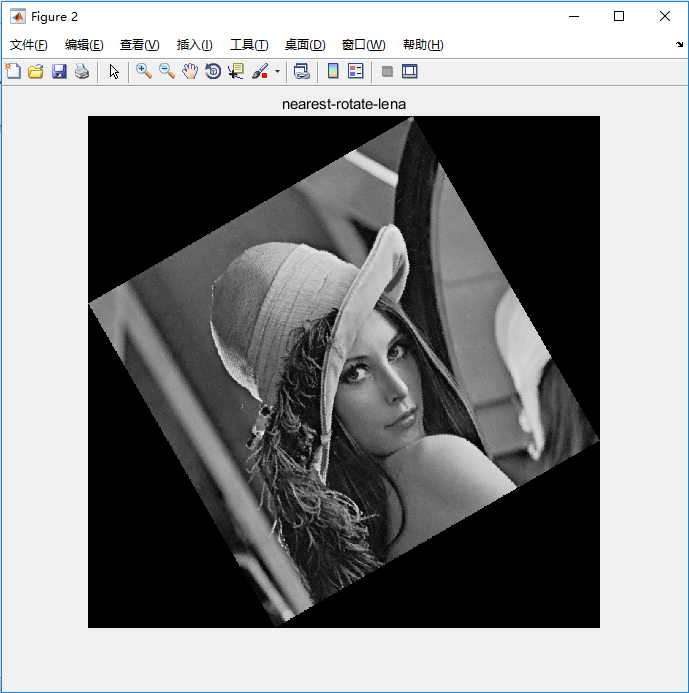 Figure 2
文件(F) 编辑(E) 查看(V) 插入(I) 工具(T) 桌面(D) 窗口(W) 帮助(H)
nearest-rotate-lena